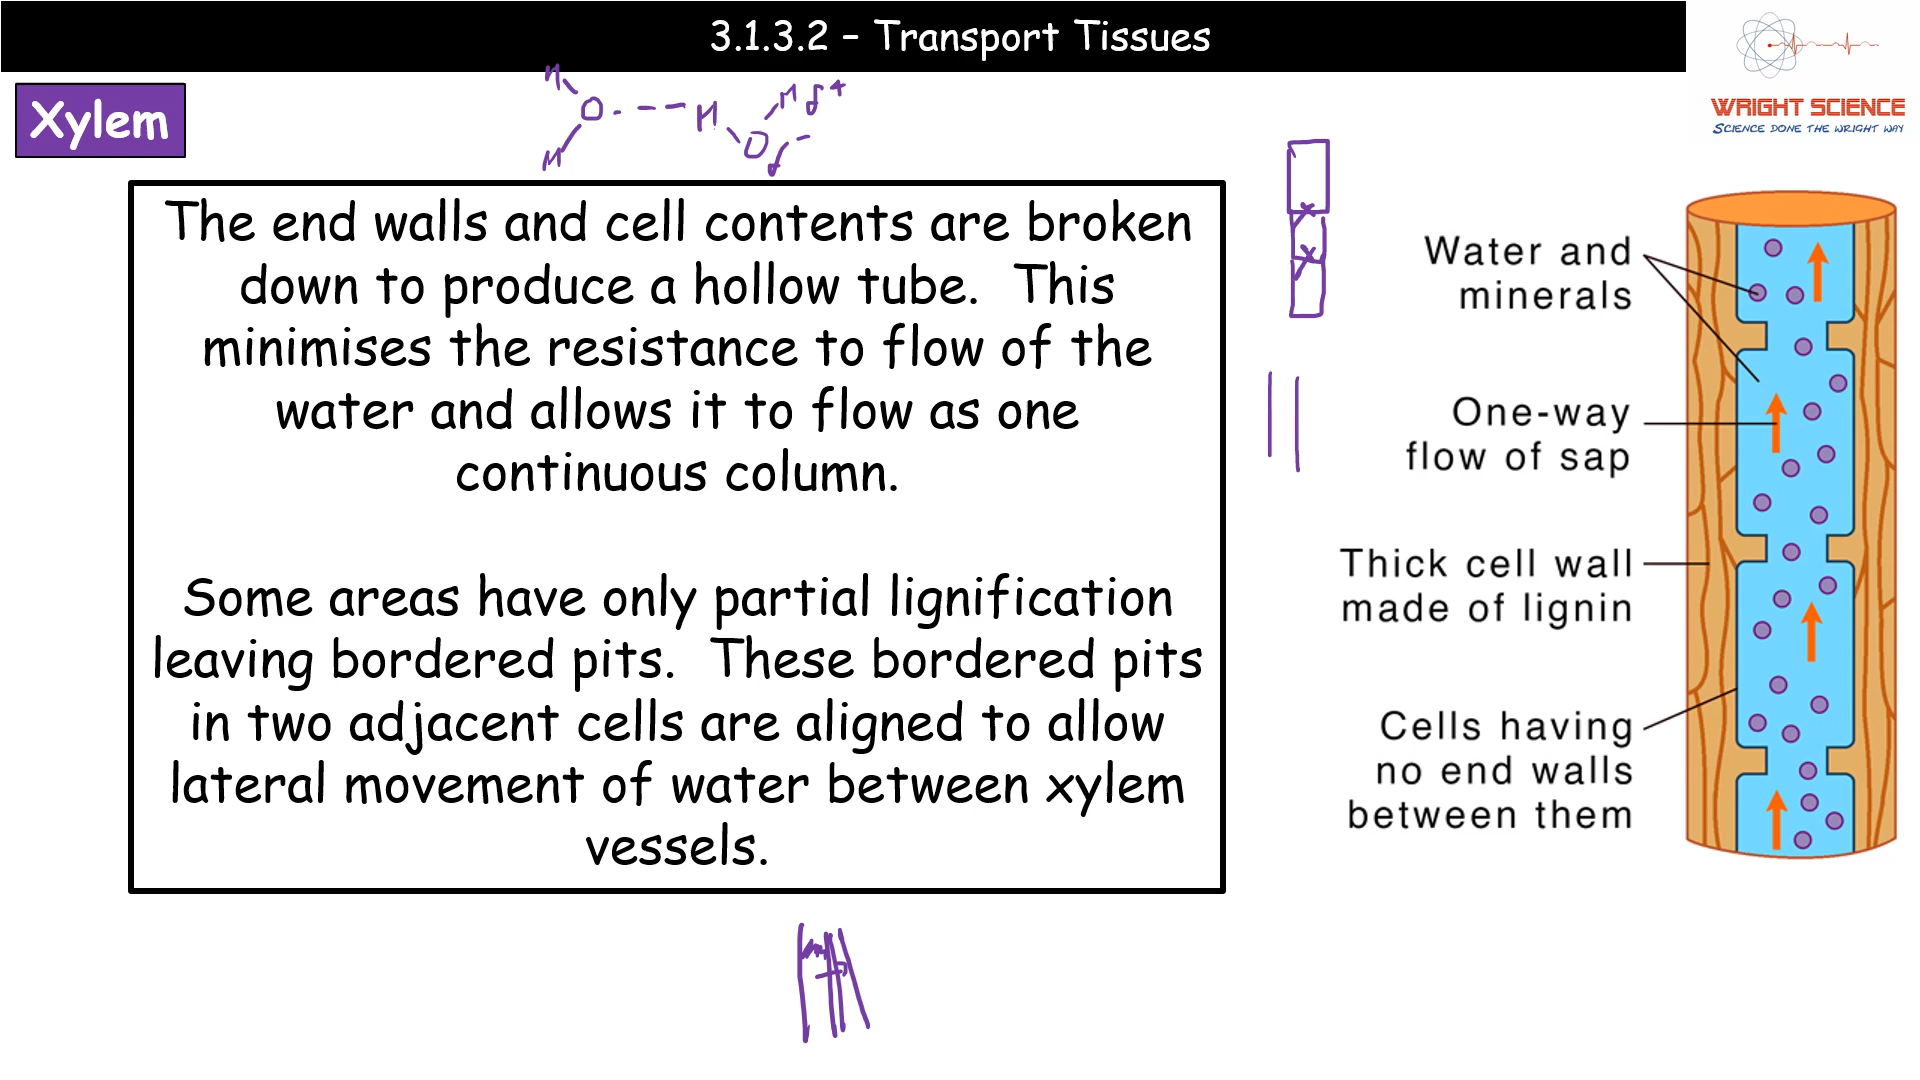 3.1.3.2 – Transport Tissues
WRIGHT SCIENCE
SCIENCE DONE THE WRIGHT WAY
Xylem
H
O
H
H
H δ+
O δ-
The end walls and cell contents are broken
down to produce a hollow tube. This
minimises the resistance to flow of the
water and allows it to flow as one
continuous column.
Some areas have only partial lignification
leaving bordered pits. These bordered pits
in two adjacent cells are aligned to allow
lateral movement of water between xylem
vessels.
Water and
minerals
One-way
flow of sap
Thick cell wall
made of lignin
Cells having
no end walls
between them